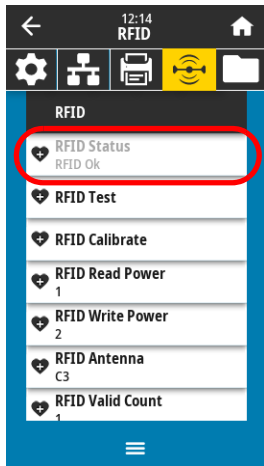 12:14
RFID
RFID
RFID Status
RFID Ok
RFID Test
RFID Calibrate
RFID Read Power
1
RFID Write Power
2
RFID Antenna
C3
RFID Valid Count
1